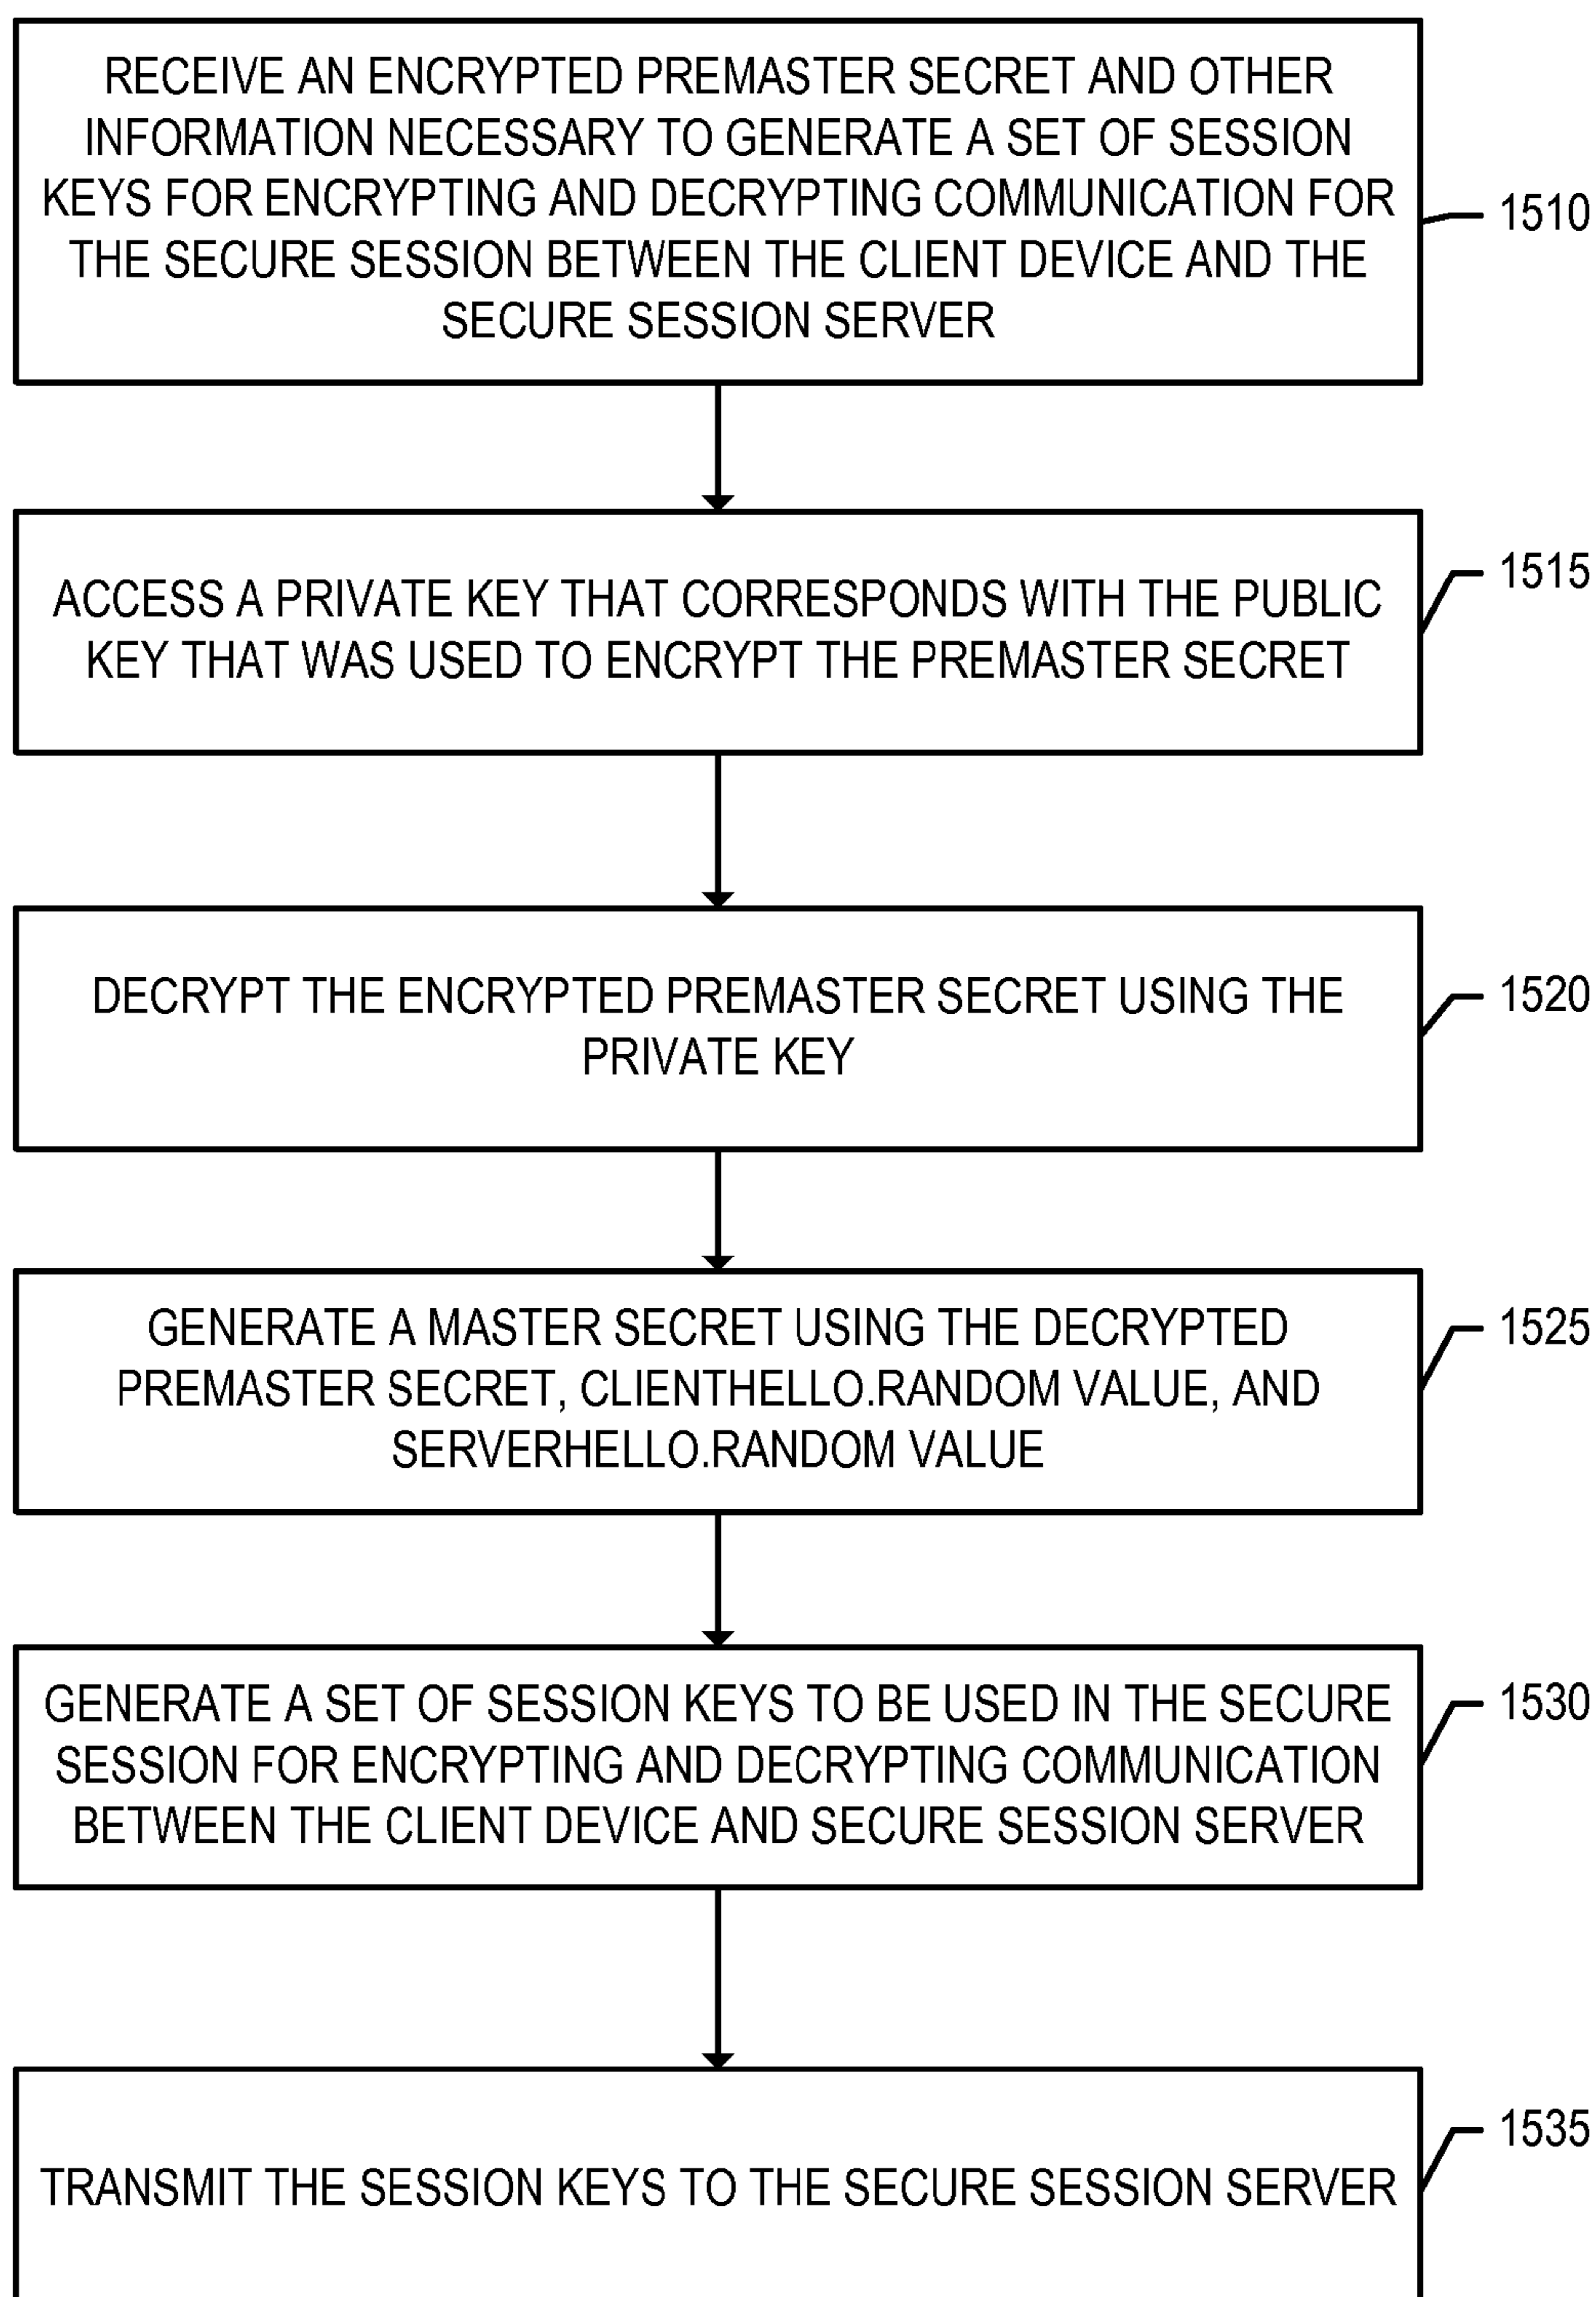 RECEIVE AN ENCRYPTED PREMASTER SECRET AND OTHER
INFORMATION NECESSARY TO GENERATE A SET OF SESSION
KEYS FOR ENCRYPTING AND DECRYPTING COMMUNICATION FOR
THE SECURE SESSION BETWEEN THE CLIENT DEVICE AND THE
SECURE SESSION SERVER
1510
ACCESS A PRIVATE KEY THAT CORRESPONDS WITH THE PUBLIC
KEY THAT WAS USED TO ENCRYPT THE PREMASTER SECRET
1515
DECRYPT THE ENCRYPTED PREMASTER SECRET USING THE
PRIVATE KEY
1520
GENERATE A MASTER SECRET USING THE DECRYPTED
PREMASTER SECRET, CLIENTHELLO.RANDOM VALUE, AND
SERVERHELLO.RANDOM VALUE
1525
GENERATE A SET OF SESSION KEYS TO BE USED IN THE SECURE
SESSION FOR ENCRYPTING AND DECRYPTING COMMUNICATION
BETWEEN THE CLIENT DEVICE AND SECURE SESSION SERVER
1530
TRANSMIT THE SESSION KEYS TO THE SECURE SESSION SERVER
1535